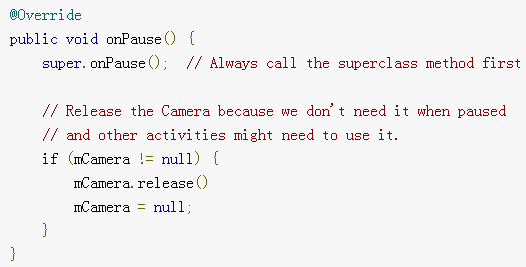 @Override
public void onPause() {
    super.onPause();  // Always call the superclass method first

    // Release the Camera because we don't need it when paused
    // and other activities might need to use it.
    if (mCamera != null) {
        mCamera.release()
        mCamera = null;
    }
}